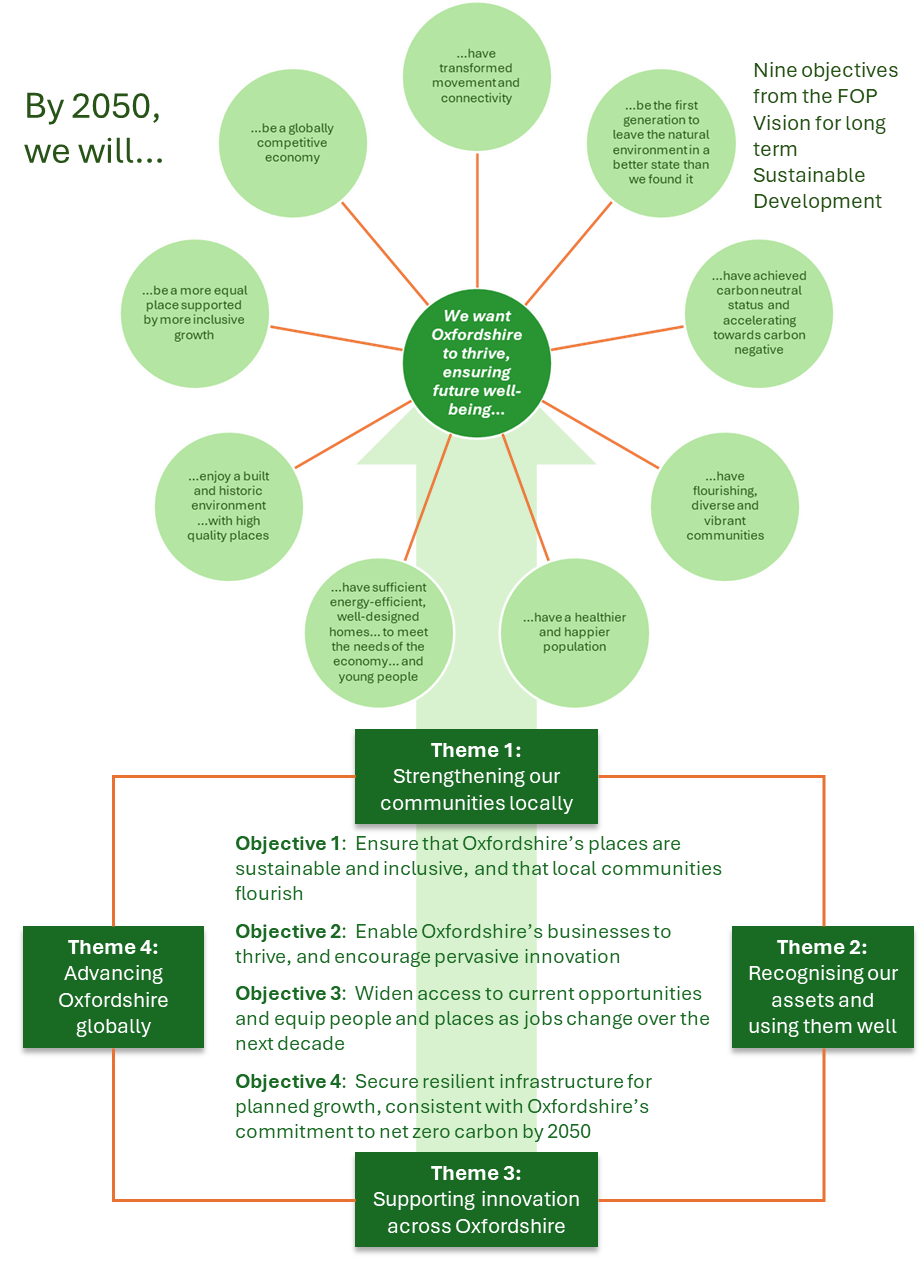 By 2050,
we will...
Nine objectives
from the FOP
Vision for long
term
Sustainable
Development
...have
transformed
movement and
connectivity
...be the first
generation to
leave the natural
environment in a
better state than
we found it
...have achieved
carbon neutral
status and
accelerating
towards carbon
negative
...have
flourishing,
diverse and
vibrant
communities
...have a healthier
and happier
population
...have sufficient
energy-efficient,
well-designed
homes... to meet
the needs of the
economy... and
young people
...enjoy a built
and historic
environment
...with high
quality places
...be a more equal
place supported
by more inclusive
growth
...be a globally
competitive
economy
We want
Oxfordshire
to thrive,
ensuring
future well-
being...
Theme 1:
Strengthening our
communities locally
Objective 1: Ensure that Oxfordshire's places are
sustainable and inclusive, and that local communities
flourish
Objective 2: Enable Oxfordshire's businesses to
thrive, and encourage pervasive innovation
Objective 3: Widen access to current opportunities
and equip people and places as jobs change over the
next decade
Objective 4: Secure resilient infrastructure for
planned growth, consistent with Oxfordshire's
commitment to net zero carbon by 2050
Theme 4:
Advancing
Oxfordshire
globally
Theme 2:
Recognising our
assets and
using them well
Theme 3:
Supporting innovation
across Oxfordshire